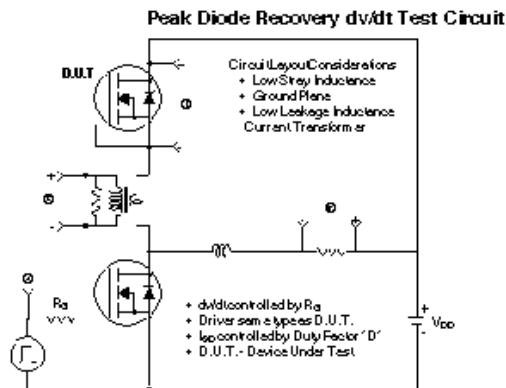 Peak Diode Recovery dv/dt Test Circuit
D.U.T
+
Circuit Layout Considerations
• Low Stray Inductance
• Ground Plane
• Low Leakage Inductance
Current Transformer
-
+
-
RG
• dv/dt controlled by RG
• Driver same type as D.U.T.
• ISD controlled by Duty Factor 'D'
• D.U.T. - Device Under Test
+
VDD
-